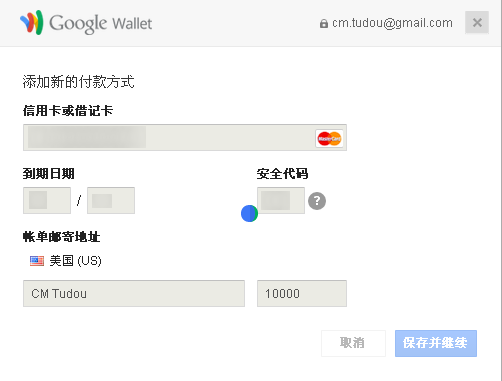 Google Wallet
cm.tudou@gmail.com
添加新的付款方式
信用卡或借记卡
MasterCard
到期日期
安全代码
/
?
帐单邮寄地址
美国 (US)
CM Tudou
10000
取消
保存并继续